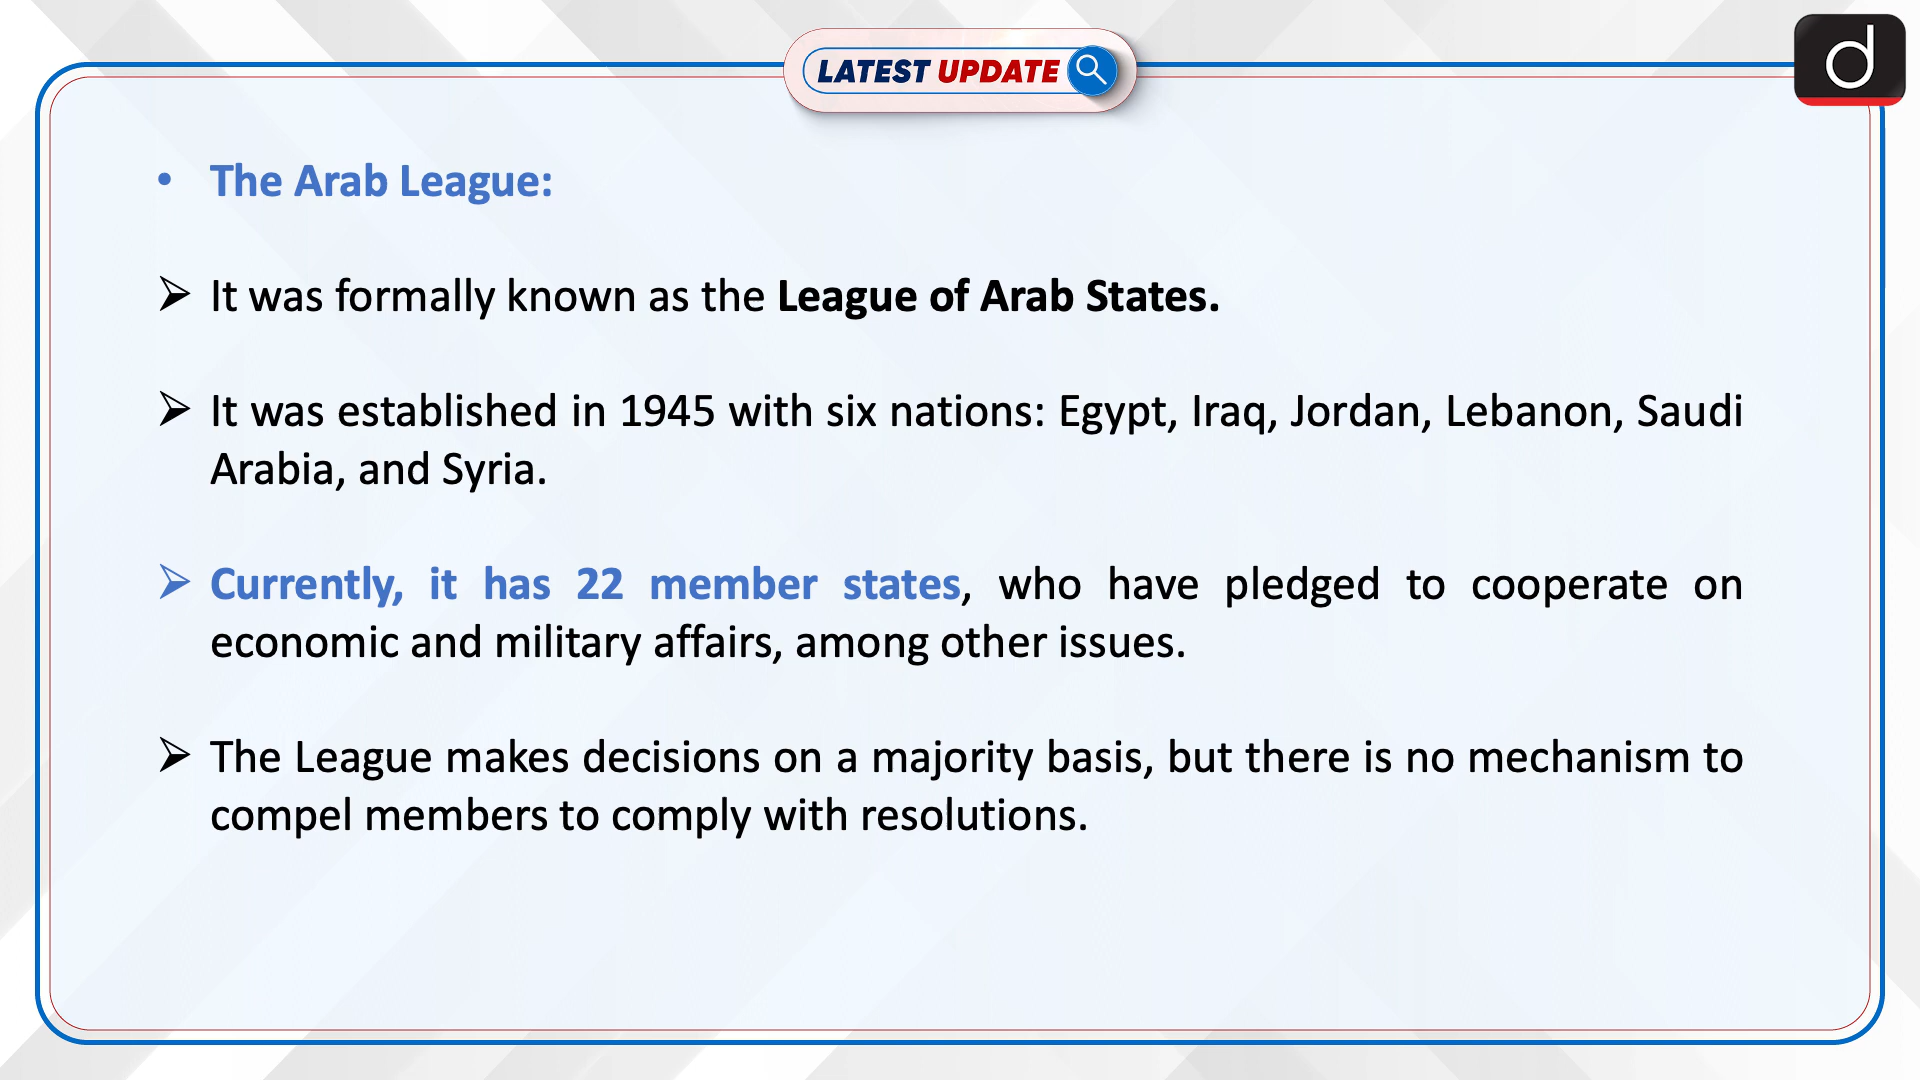 LATEST UPDATE
d
• The Arab League:
➢ It was formally known as the League of Arab States.
➢ It was established in 1945 with six nations: Egypt, Iraq, Jordan, Lebanon, Saudi
Arabia, and Syria.
➢ Currently, it has 22 member states, who have pledged to cooperate on
economic and military affairs, among other issues.
➢ The League makes decisions on a majority basis, but there is no mechanism to
compel members to comply with resolutions.